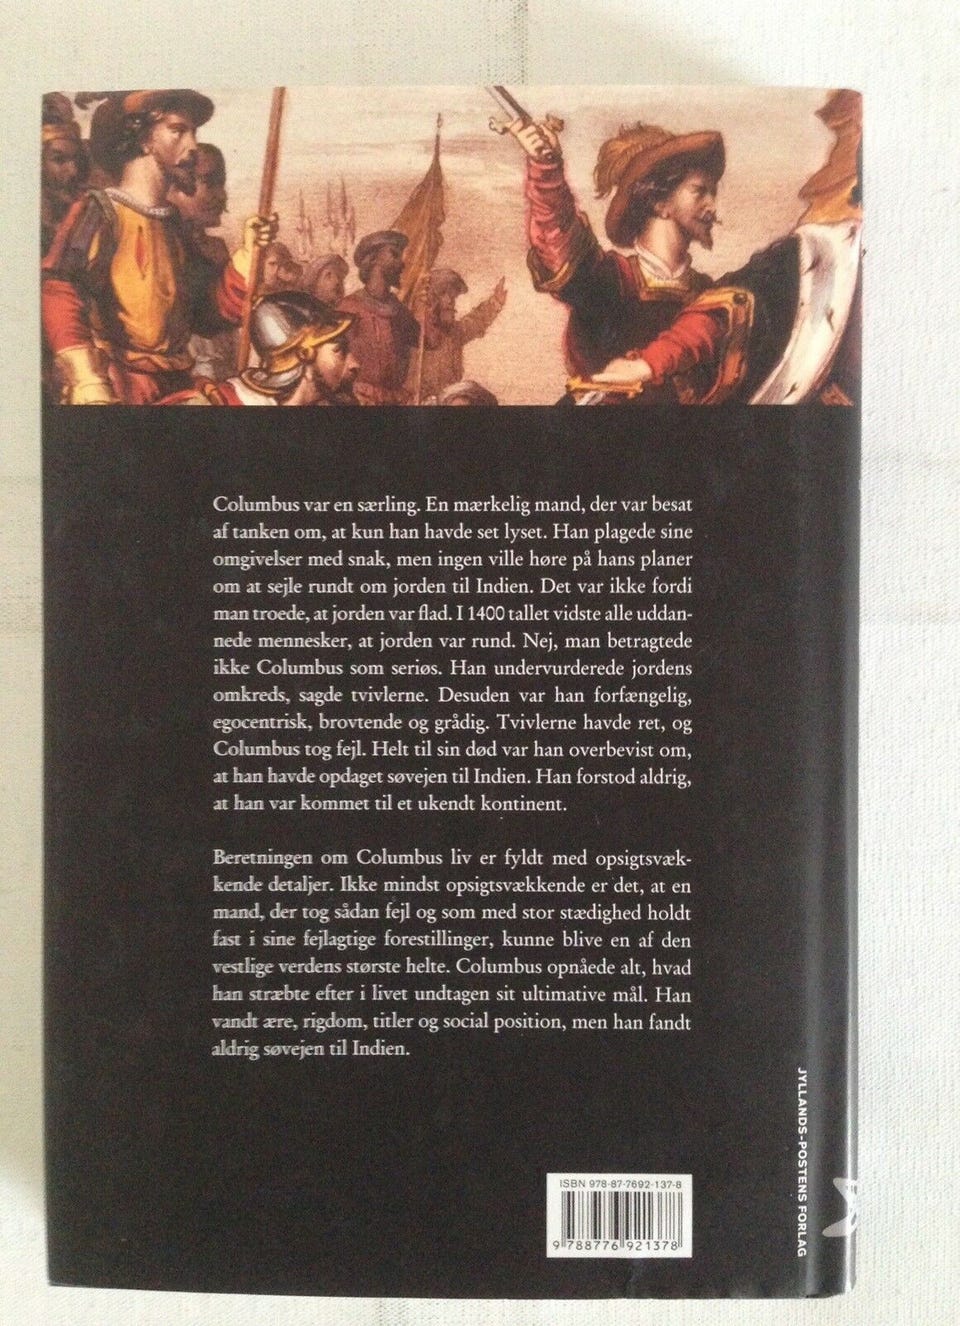 Columbus var en særling. En mærkelig mand, der var besat
af tanken om, at kun han havde set lyset. Han plagede sine
omgivelser med snak, men ingen ville høre på hans planer
om at sejle rundt om jorden til Indien. Det var ikke fordi
man troede, at jorden var flad. I 1400 tallet vidste alle uddan-
nede mennesker, at jorden var rund. Nej, man betragtede
ikke Columbus som seriøs. Han undervurderede jordens
omkreds, sagde tvivlerne. Desuden var han forfængelig,
egocentrisk, brovtende og grådig. Tvivlerne havde ret, og
Columbus tog fejl. Helt til sin død var han overbevist om,
at han havde opdaget søvejen til Indien. Han forstod aldrig,
at han var kommet til et ukendt kontinent.
Beretningen om Columbus liv er fyldt med opsigtsvæk-
kende detaljer. Ikke mindst opsigtsvækkende er det, at en
mand, der tog sådan fejl og som med stor stædighed holdt
fast i sine fejlagtige forestillinger, kunne blive en af den
vestlige verdens største helte. Columbus opnåede alt, hvad
han stræbte efter i livet undtagen sit ultimative mål. Han
vandt ære, rigdom, titler og social position, men han fandt
aldrig søvejen til Indien.
JYLLANDS-POSTENS FORLAG
ISBN 978-87-7692-137-8
9 788776 921378